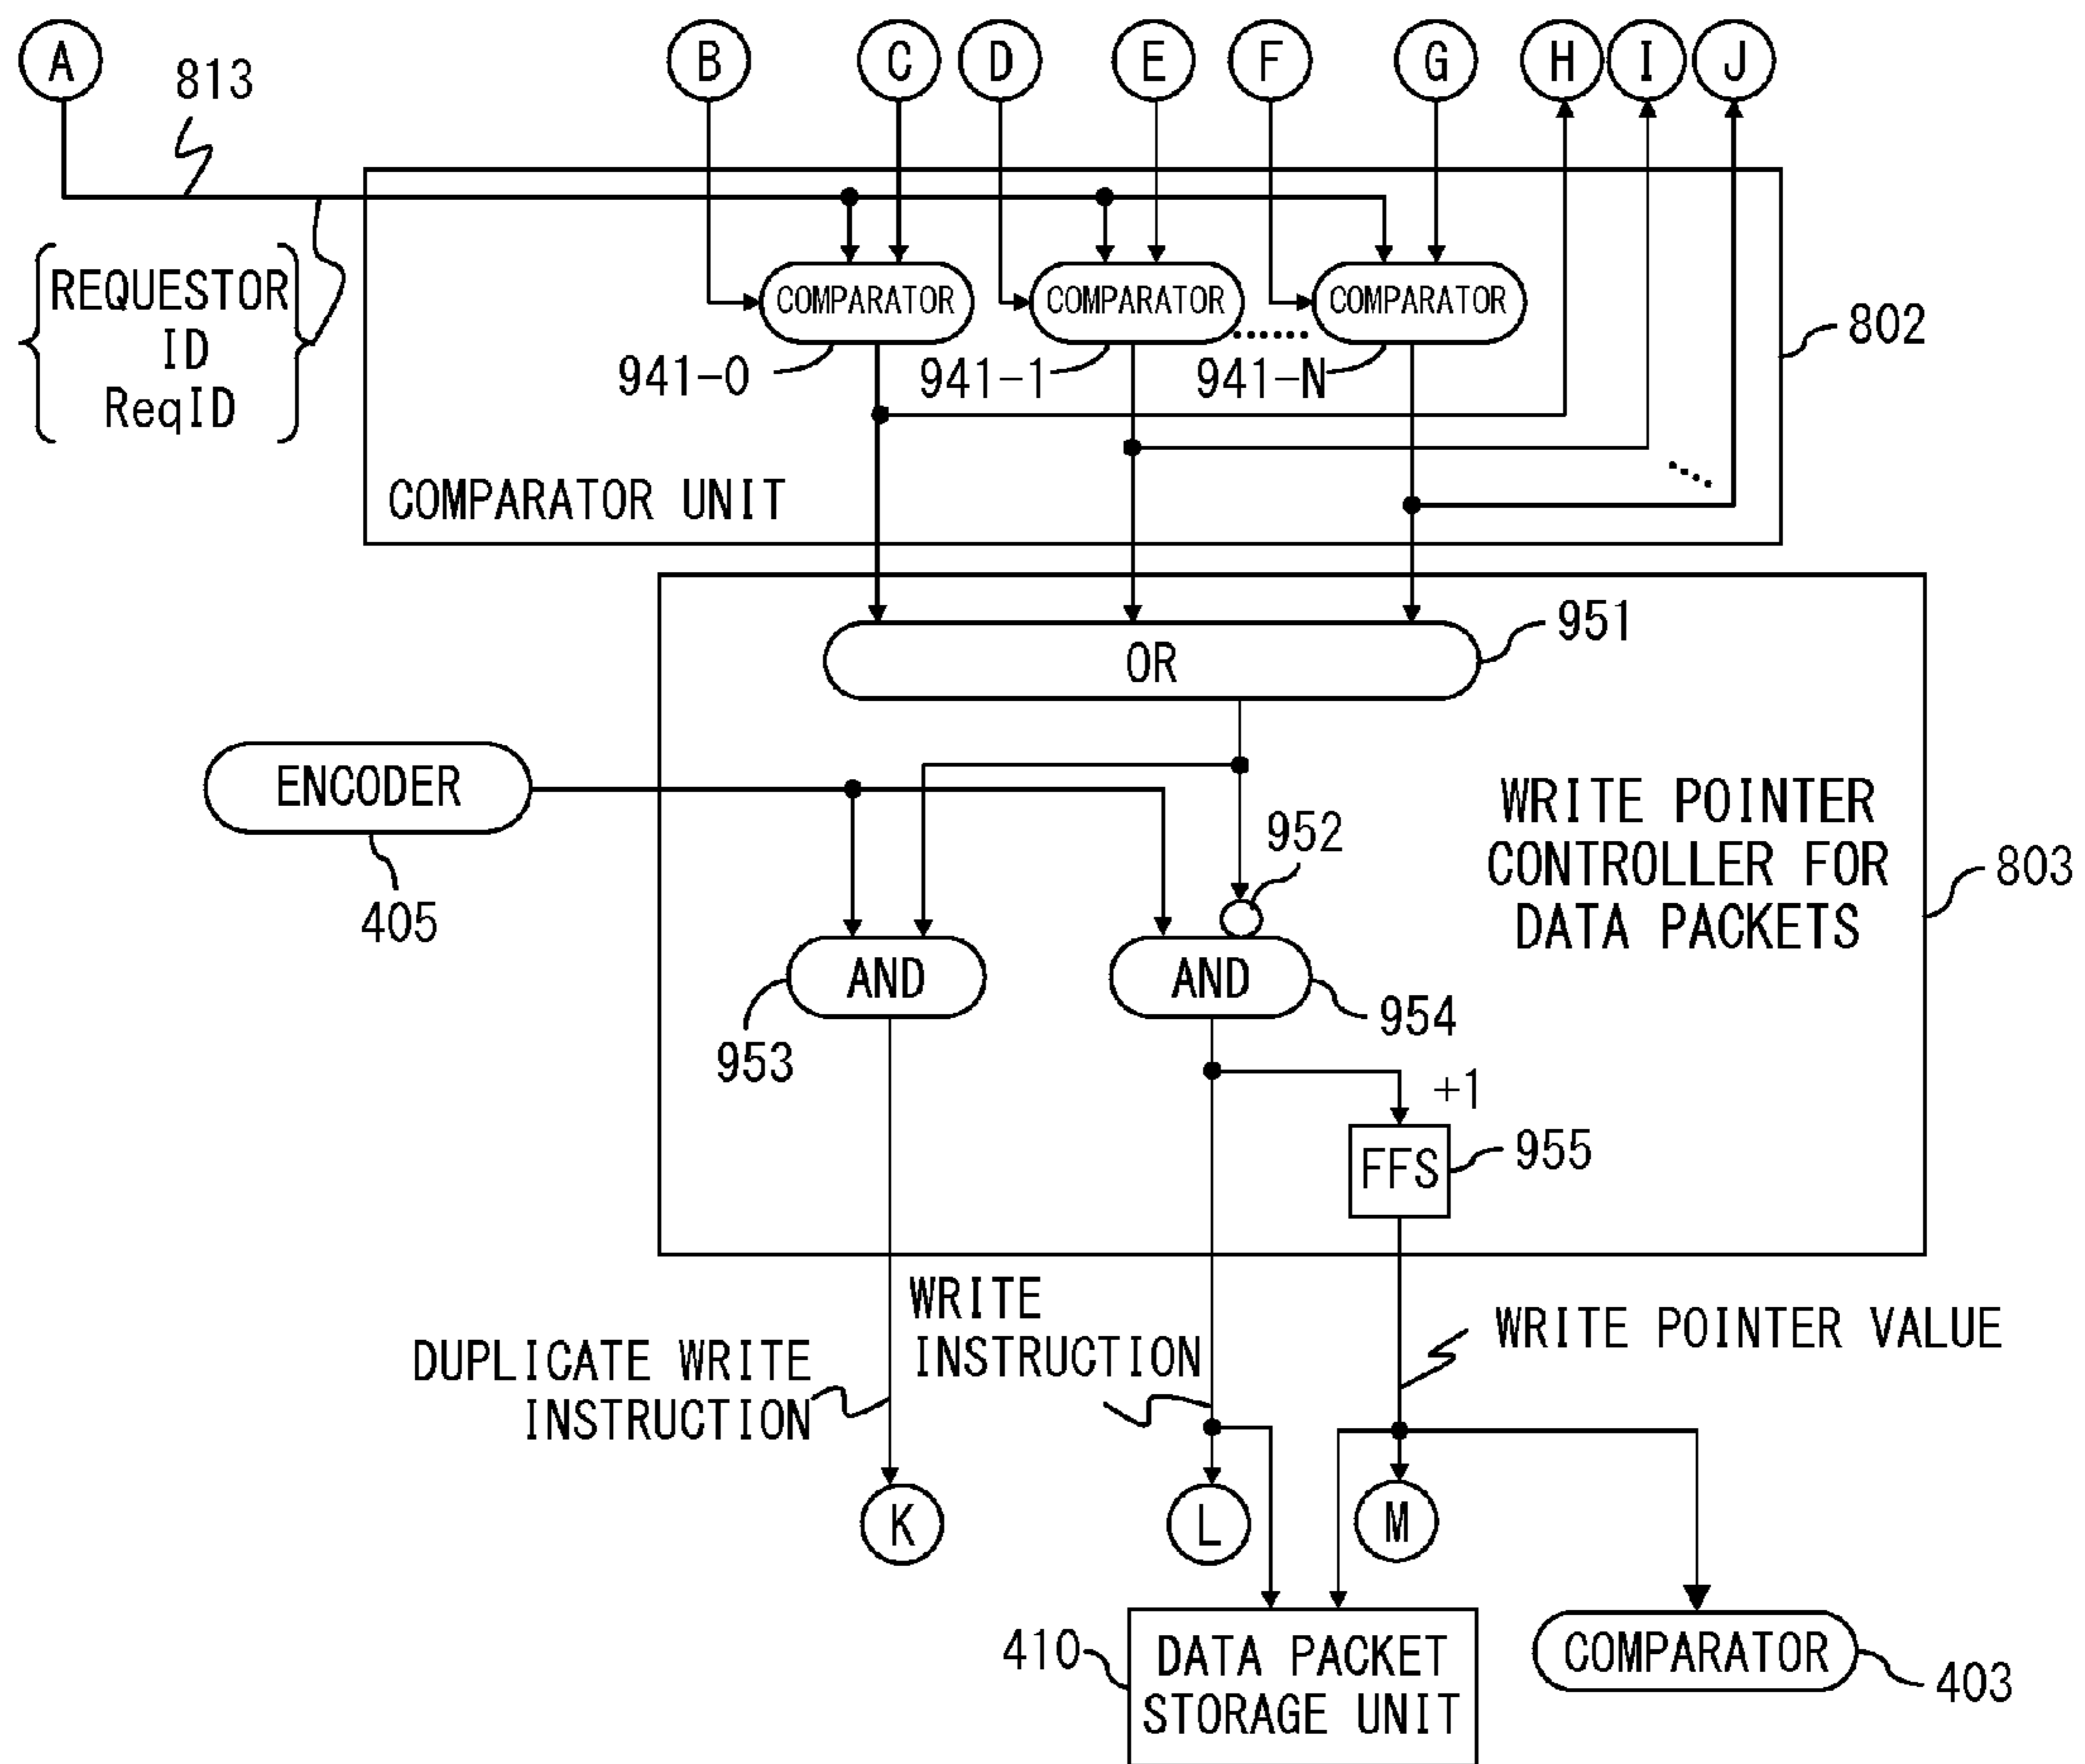 A
B
C
D
E
F
G
H
I
J
813
REQUESTOR
ID
ReqID
COMPARATOR
COMPARATOR
COMPARATOR
......
941-0
941-1
941-N
802
COMPARATOR UNIT
....
OR
951
ENCODER
405
WRITE POINTER
CONTROLLER FOR
DATA PACKETS
803
952
AND
953
AND
954
+1
FFS
955
DUPLICATE WRITE
INSTRUCTION
WRITE
INSTRUCTION
WRITE POINTER VALUE
K
L
M
410
DATA PACKET
STORAGE UNIT
COMPARATOR
403